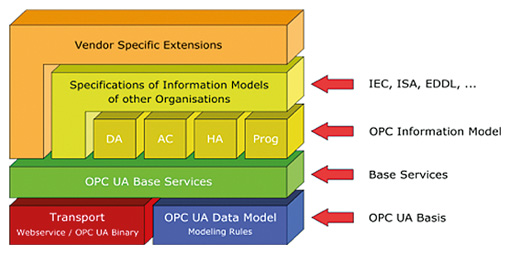 Vendor Specific Extensions
Specifications of Information Models
of other Organisations
IEC, ISA, EDDL, ...
DA AC HA Prog
OPC Information Model
OPC UA Base Services
Base Services
Transport
Webservice / OPC UA Binary
OPC UA Data Model
Modeling Rules
OPC UA Basis